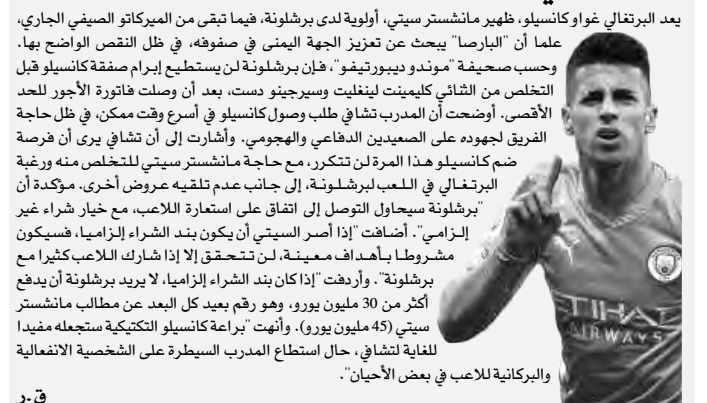 يعد البرتغالي غواو كانسيلو، ظهير مانشستر سيتي، أولوية لدى برشلونة، فيما تبقى من الميركاتو الصيفي الجاري،
علما أن "البارصا" يبحث عن تعزيز الجهة اليمنى في صفوفه، في ظل النقص الواضح بها.
وحسب صحيفة "موندو ديبورتيفو"، فإن برشلونة لن يستطيع إبرام صفقة كانسيلو قبل
التخلص من الثنائي كليمينت لينغليت وسيرجينو دست، بعد أن وصلت فاتورة الأجور للحد
الأقصى. أوضحت أن المدرب تشافي طلب وصول كانسيلو في أسرع وقت ممكن، في ظل حاجة
الفريق لجهوده على الصعيدين الدفاعي والهجومي. وأشارت إلى أن تشافي يرى أن فرصة
ضم كانسيلو هذا المرة لن تتكرر، مع حاجة مانشستر سيتي للتخلص منه ورغبة
البرتغالي في اللعب لبرشلونة، إلى جانب عدم تلقيه عروض أخرى. مؤكدة أن
"برشلونة سيحاول التوصل إلى اتفاق على استعارة اللاعب، مع خيار شراء غير
إلزامي". أضافت "إذا أصر السيتي أن يكون بند الشراء إلزاميا، فسيكون
مشروطا بأهداف معينة، لن تتحقق إلا إذا شارك اللاعب كثيرا مع
برشلونة". وأردفت "إذا كان بند الشراء إلزاميا، لا يريد برشلونة أن يدفع
أكثر من 30 مليون يورو، وهو رقم بعيد كل البعد عن مطالب مانشستر
سيتي (45 مليون يورو). وأنهت "براعة كانسيلو التكتيكية ستجعله مفيدا
للغاية لتشافي، حال استطاع المدرب السيطرة على الشخصية الانفعالية
والبركانية للاعب في بعض الأحيان".
ق.ر
ETIHAD
AIRWAYS